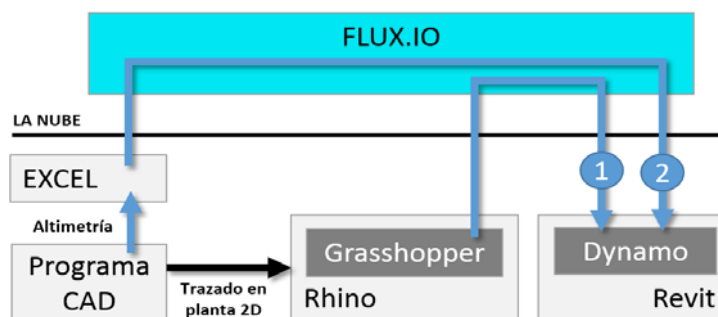 FLUX.IO
LA NUBE
EXCEL
1
2
Altimetría
Grasshopper
Dynamo
Programa
CAD
Trazado en
planta 2D
Rhino
Revit